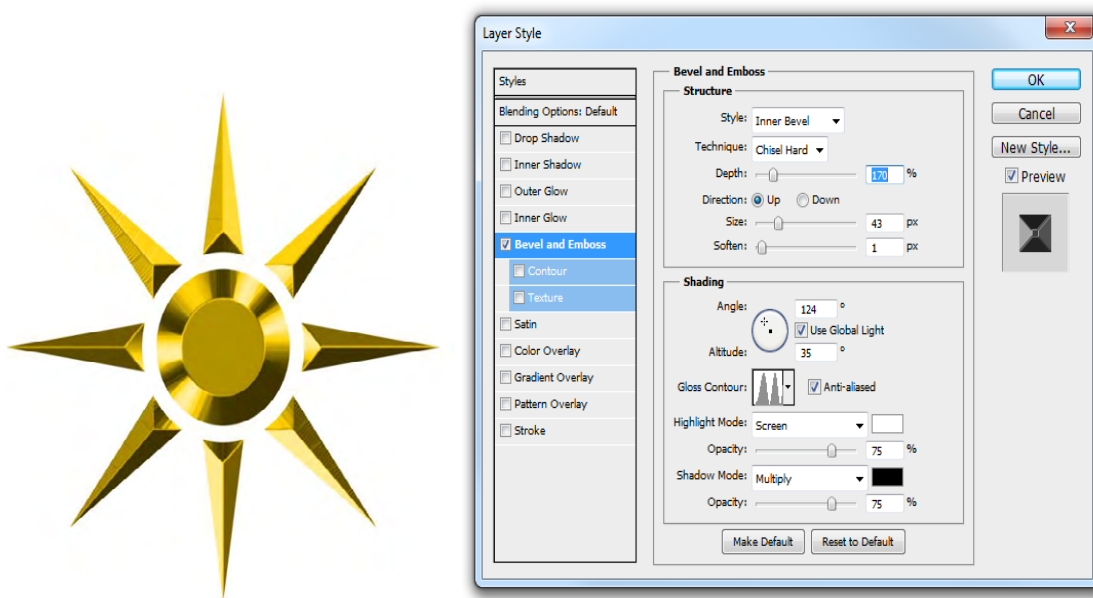 Layer Style
X
Styles
Blending Options: Default
Drop Shadow
Inner Shadow
Outer Glow
Inner Glow
Bevel and Emboss
Contour
Texture
Satin
Color Overlay
Gradient Overlay
Pattern Overlay
Stroke
Bevel and Emboss
Structure
Style: Inner Bevel
Technique: Chisel Hard
Depth: 170 %
Direction: Up Down
Size: 43 px
Soften: 1 px
Shading
Angle: 124 °
Use Global Light
Altitude: 35 °
Gloss Contour: Anti-aliased
Highlight Mode: Screen
Opacity: 75 %
Shadow Mode: Multiply
Opacity: 75 %
Make Default Reset to Default
OK
Cancel
New Style...
Preview